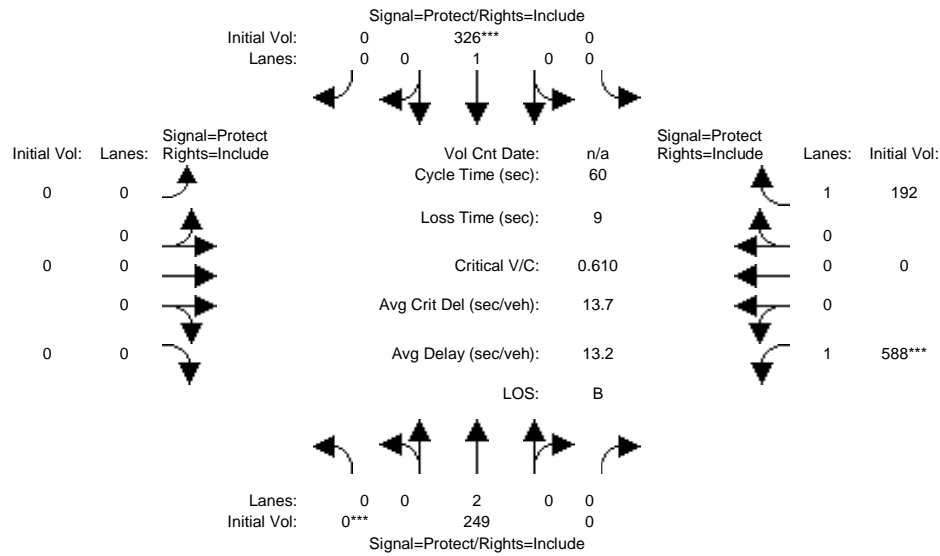 Signal=Protect/Rights=Include
Initial Vol: 0 326*** 0
Lanes: 0 0 1 0 0
Signal=Protect
Initial Vol: Lanes: Rights=Include
Vol Cnt Date: n/a
Signal=Protect
Rights=Include Lanes: Initial Vol:
Cycle Time (sec): 60
0 0
1 192
Loss Time (sec): 9
0
0
0 0
Critical V/C: 0.610
0 0
0
Avg Crit Del (sec/veh): 13.7
0
0 0
Avg Delay (sec/veh): 13.2
1 588***
LOS: B
Lanes: 0 0 2 0 0
Initial Vol: 0*** 249 0
Signal=Protect/Rights=Include